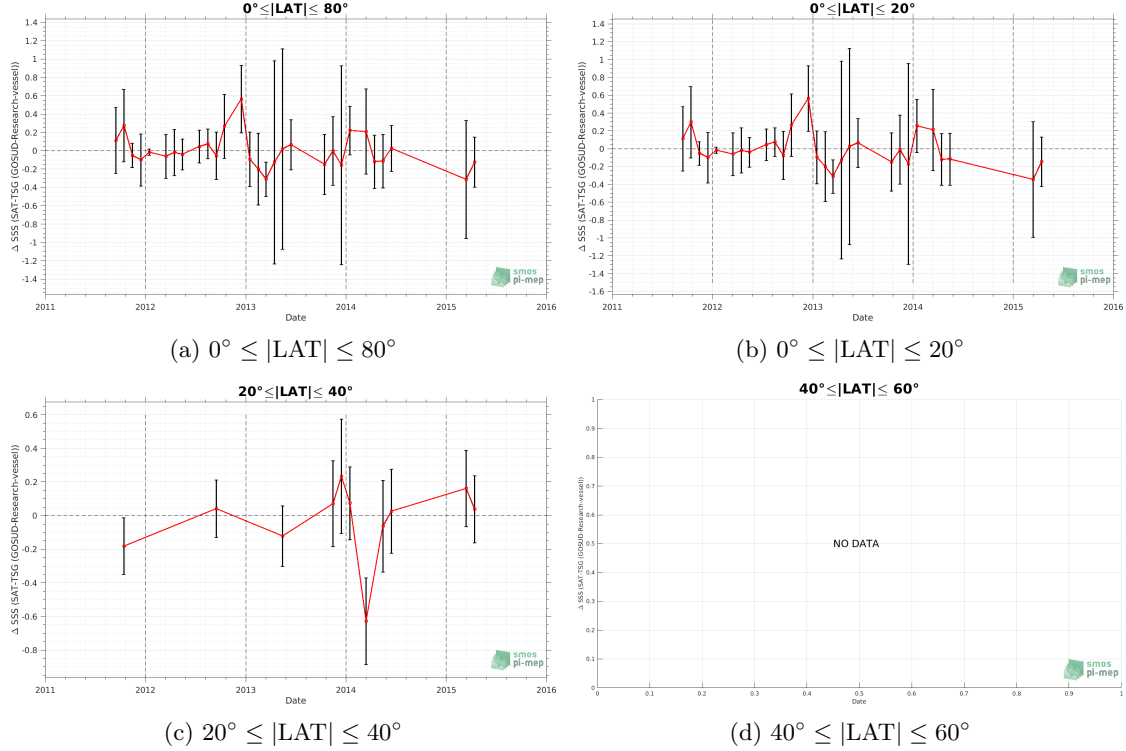 0°≤|LAT|≤ 80°
Δ SSS (SAT-TSG (GOSUD-Research-vessel))
1.4
1.2
1
0.8
0.6
0.4
0.2
0
-0.2
-0.4
-0.6
-0.8
-1
-1.2
-1.4
2011 2012 2013 2014 2015 2016
Date
smos
pi-mep
(a) 0° ≤ |LAT| ≤ 80°
0°≤|LAT|≤ 20°
Δ SSS (SAT-TSG (GOSUD-Research-vessel))
1.4
1.2
1
0.8
0.6
0.4
0.2
0
-0.2
-0.4
-0.6
-0.8
-1
-1.2
-1.4
-1.6
2011 2012 2013 2014 2015 2016
Date
smos
pi-mep
(b) 0° ≤ |LAT| ≤ 20°
20°≤|LAT|≤ 40°
Δ SSS (SAT-TSG (GOSUD-Research-vessel))
0.6
0.4
0.2
0
-0.2
-0.4
-0.6
-0.8
2011 2012 2013 2014 2015 2016
Date
smos
pi-mep
(c) 20° ≤ |LAT| ≤ 40°
40°≤|LAT|≤ 60°
Δ SSS (SAT-TSG (GOSUD-Research-vessel))
1
0.9
0.8
0.7
0.6
0.5
0.4
0.3
0.2
0.1
0
NO DATA
0 0.1 0.2 0.3 0.4 0.5 0.6 0.7 0.8 0.9 1
Date
smos
pi-mep
(d) 40° ≤ |LAT| ≤ 60°